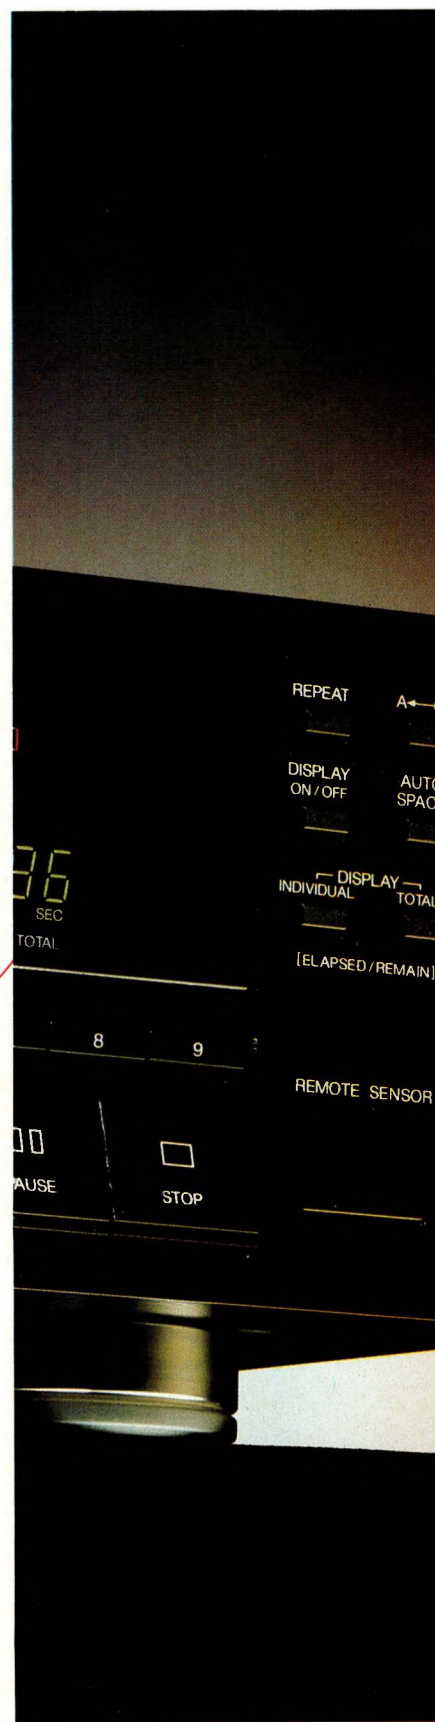 REPEAT
DISPLAY
ON/OFF
AUTO
SPAC
36
SEC
TOTAL
DISPLAY
INDIVIDUAL TOTAL
[ELAPSED/REMAIN]
8 9
REMOTE SENSOR
AUSE
STOP